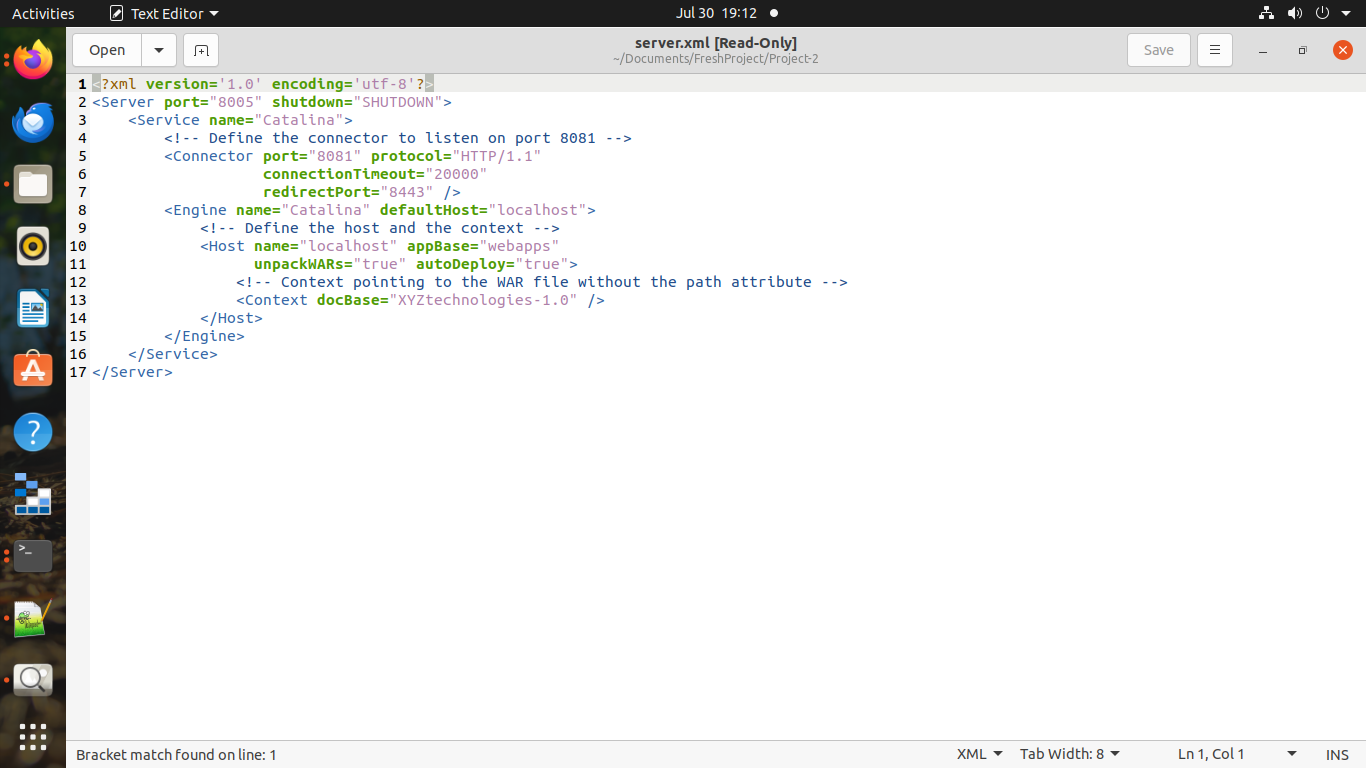 Activities Text Editor Jul 30 19:12
Open server.xml [Read-Only] Save
~/Documents/FreshProject/Project-2
1 <?xml version='1.0' encoding='utf-8'?>
2 <Server port="8005" shutdown="SHUTDOWN">
3     <Service name="Catalina">
4         <!-- Define the connector to listen on port 8081 -->
5         <Connector port="8081" protocol="HTTP/1.1"
6                    connectionTimeout="20000"
7                    redirectPort="8443" />
8         <Engine name="Catalina" defaultHost="localhost">
9             <!-- Define the host and the context -->
10             <Host name="localhost" appBase="webapps"
11                   unpackWARs="true" autoDeploy="true">
12                 <!-- Context pointing to the WAR file without the path attribute -->
13                 <Context docBase="XYZtechnologies-1.0" />
14             </Host>
15         </Engine>
16     </Service>
17 </Server>
Bracket match found on line: 1 XML Tab Width: 8 Ln 1, Col 1 INS